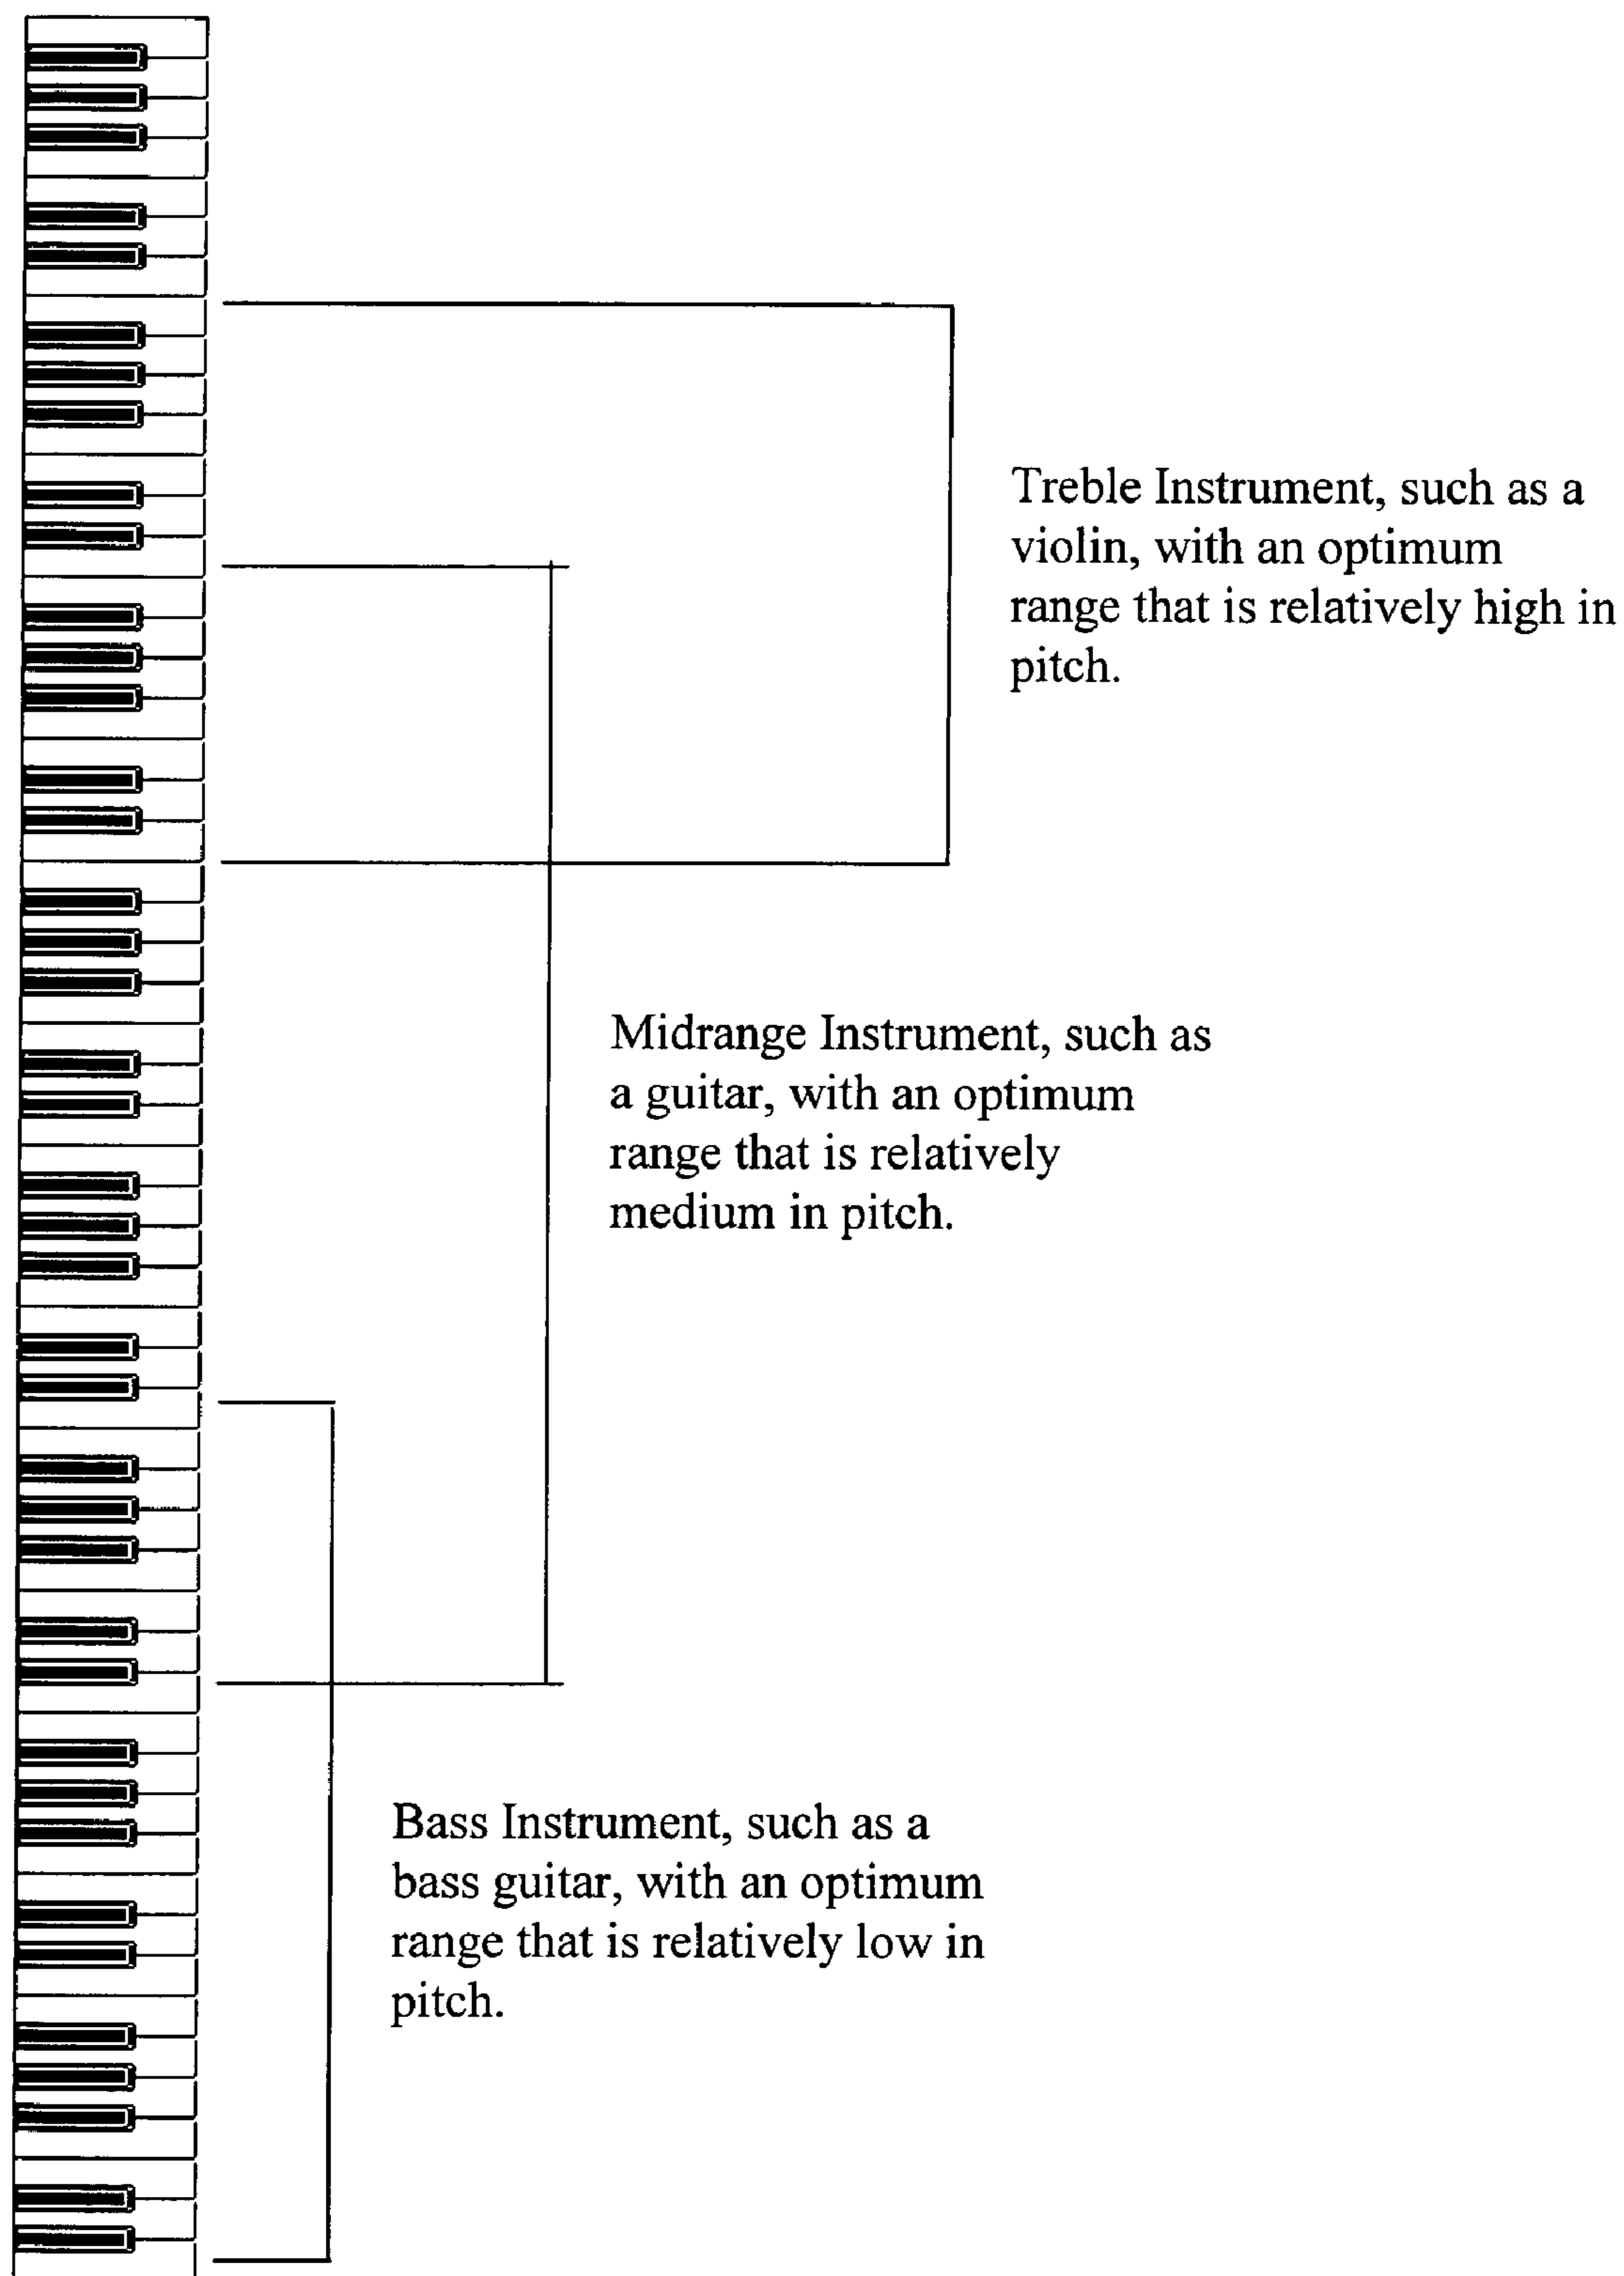 Treble Instrument, such as a
violin, with an optimum
range that is relatively high in
pitch.
Midrange Instrument, such as
a guitar, with an optimum
range that is relatively
medium in pitch.
Bass Instrument, such as a
bass guitar, with an optimum
range that is relatively low in
pitch.